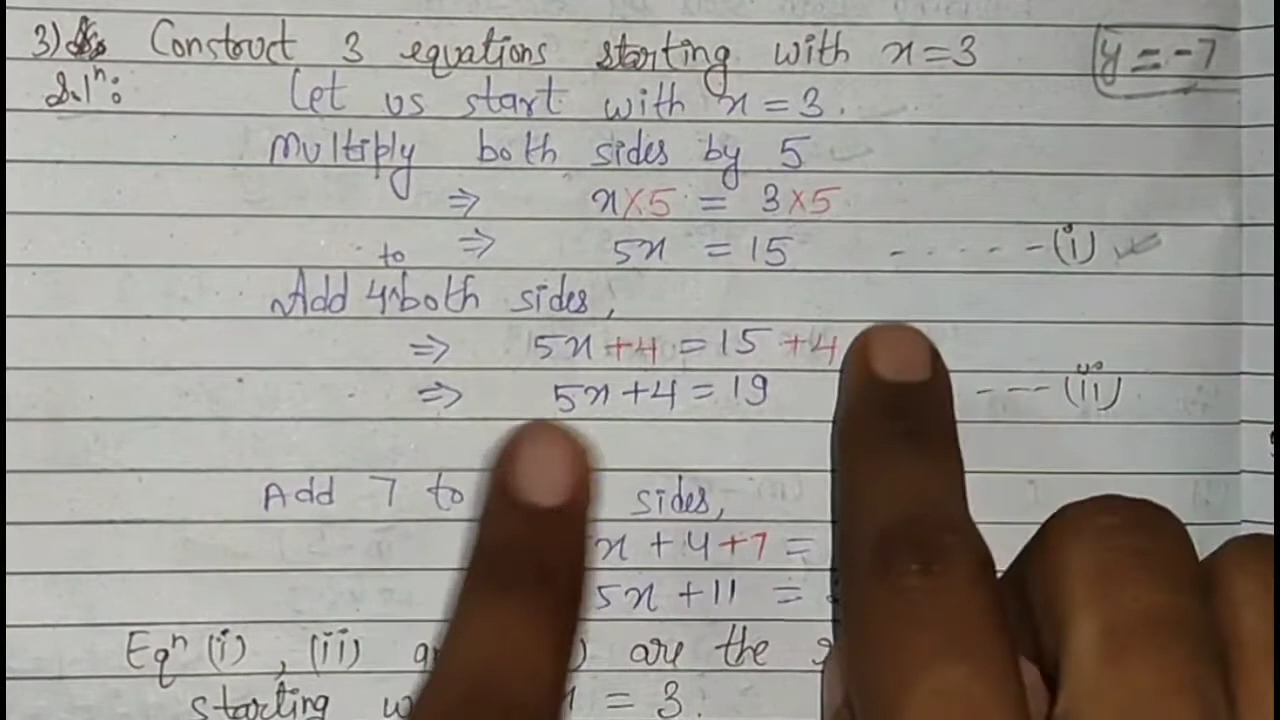 3) Construct 3 equations starting with x=3
y = -7
Solⁿ: Let us start with x = 3.
Multiply both sides by 5
⇒ x×5 = 3×5
⇒ 5x = 15 - - - - - -(i)
Add 4^to both sides,
⇒ 5x+4 = 15+4
⇒ 5x+4 = 19 - - - (ii)
Add 7 to sides,
x + 4 +7 =
5x + 11 =
Eqⁿ (i), (ii) are the
starting = 3.